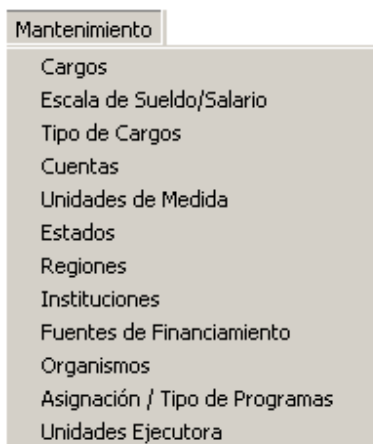 Mantenimiento
Cargos
Escala de Sueldo/Salario
Tipo de Cargos
Cuentas
Unidades de Medida
Estados
Regiones
Instituciones
Fuentes de Financiamiento
Organismos
Asignación / Tipo de Programas
Unidades Ejecutora